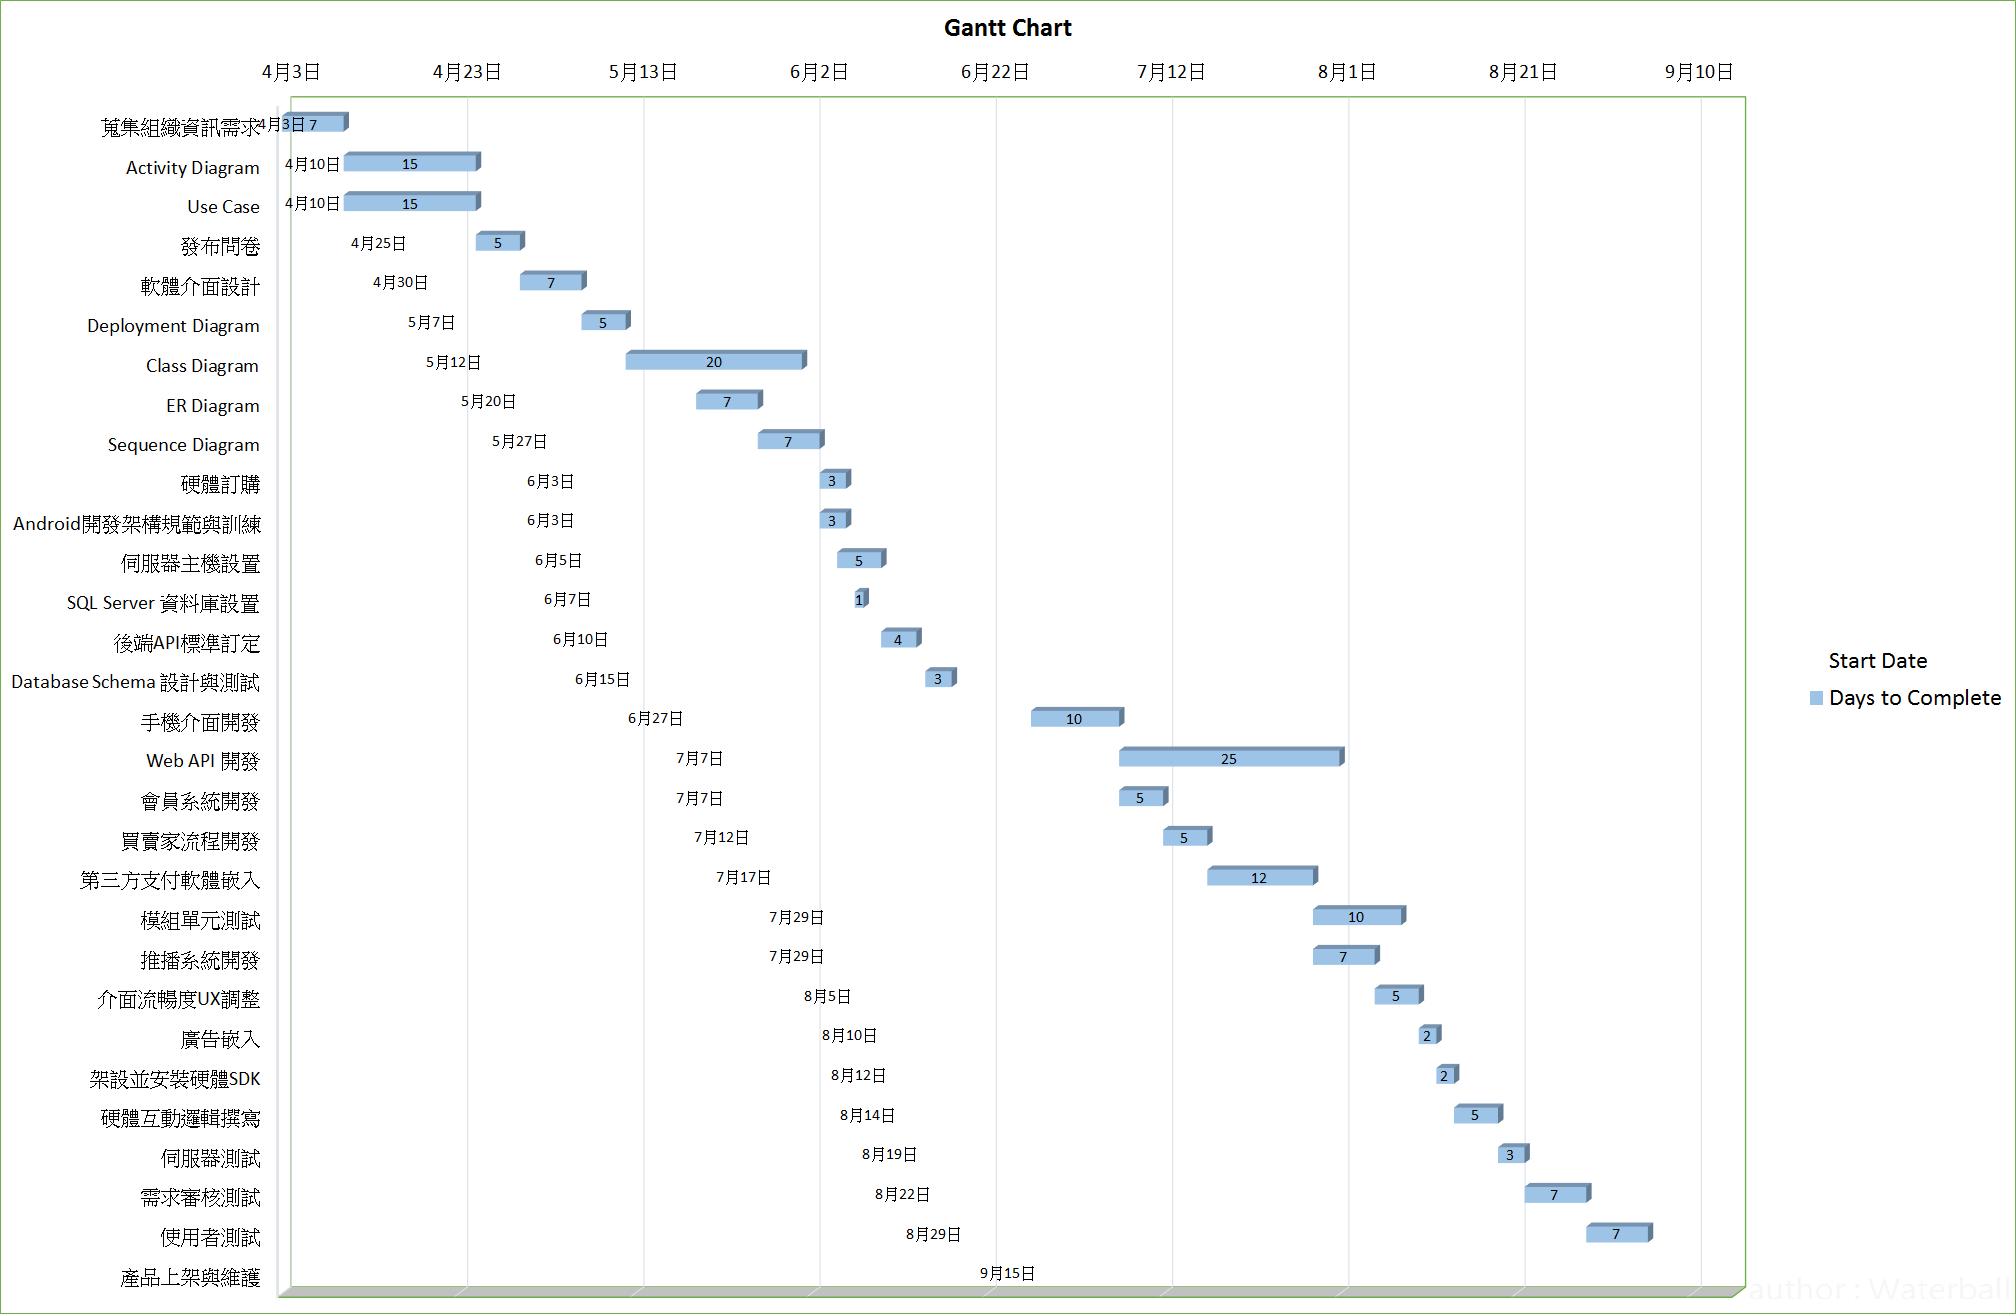 Gantt Chart
4月3日 4月23日 5月13日 6月2日 6月22日 7月12日 8月1日 8月21日 9月10日
蒐集組織資訊需求 4月3日 7
Activity Diagram 4月10日 15
Use Case 4月10日 15
發布問卷 4月25日 5
軟體介面設計 4月30日 7
Deployment Diagram 5月7日 5
Class Diagram 5月12日 20
ER Diagram 5月20日 7
Sequence Diagram 5月27日 7
硬體訂購 6月3日 3
Android開發架構規範與訓練 6月3日 3
伺服器主機設置 6月5日 5
SQL Server 資料庫設置 6月7日 1
後端API標準訂定 6月10日 4
Database Schema 設計與測試 6月15日 3
手機介面開發 6月27日 10
Web API 開發 7月7日 25
會員系統開發 7月7日 5
買賣家流程開發 7月12日 5
第三方支付軟體嵌入 7月17日 12
模組單元測試 7月29日 10
推播系統開發 7月29日 7
介面流暢度UX調整 8月5日 5
廣告嵌入 8月10日 2
架設並安裝硬體SDK 8月12日 2
硬體互動邏輯撰寫 8月14日 5
伺服器測試 8月19日 3
需求審核測試 8月22日 7
使用者測試 8月29日 7
產品上架與維護 9月15日
Start Date
Days to Complete
author : Waterball